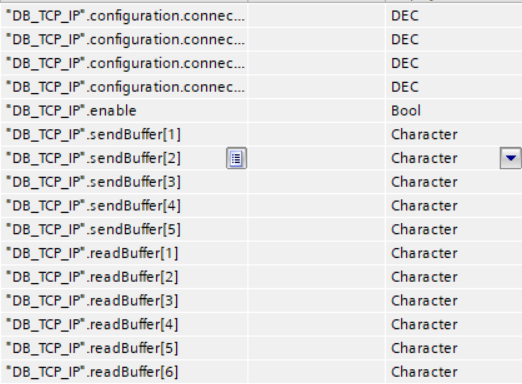 "DB_TCP_IP".configuration.connec... DEC
"DB_TCP_IP".configuration.connec... DEC
"DB_TCP_IP".configuration.connec... DEC
"DB_TCP_IP".configuration.connec... DEC
"DB_TCP_IP".enable Bool
"DB_TCP_IP".sendBuffer[1] Character
"DB_TCP_IP".sendBuffer[2] Character
"DB_TCP_IP".sendBuffer[3] Character
"DB_TCP_IP".sendBuffer[4] Character
"DB_TCP_IP".sendBuffer[5] Character
"DB_TCP_IP".readBuffer[1] Character
"DB_TCP_IP".readBuffer[2] Character
"DB_TCP_IP".readBuffer[3] Character
"DB_TCP_IP".readBuffer[4] Character
"DB_TCP_IP".readBuffer[5] Character
"DB_TCP_IP".readBuffer[6] Character